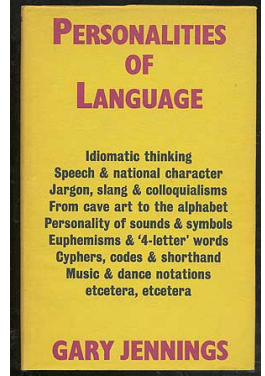 PERSONALITIES
OF
LANGUAGE
Idiomatic thinking
Speech & national character
Jargon, slang & colloquialisms
From cave art to the alphabet
Personality of sounds & symbols
Euphemisms & '4-letter' words
Cyphers, codes & shorthand
Music & dance notations
etcetera, etcetera
GARY JENNINGS